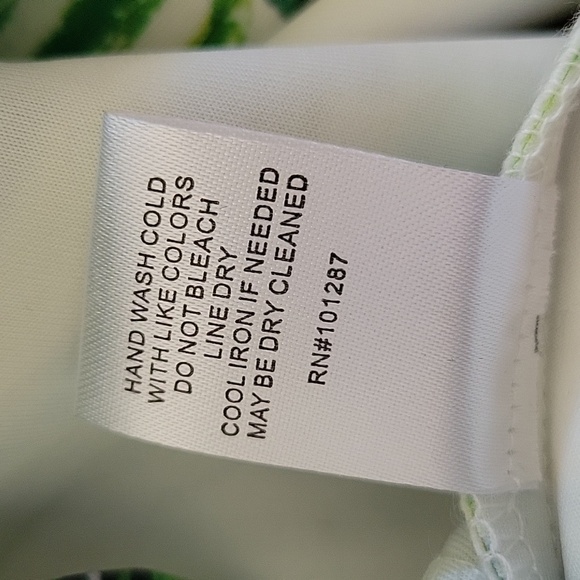 HAND WASH COLD
WITH LIKE COLORS
DO NOT BLEACH
LINE DRY
COOL IRON IF NEEDED
MAY BE DRY CLEANED
RN#101287